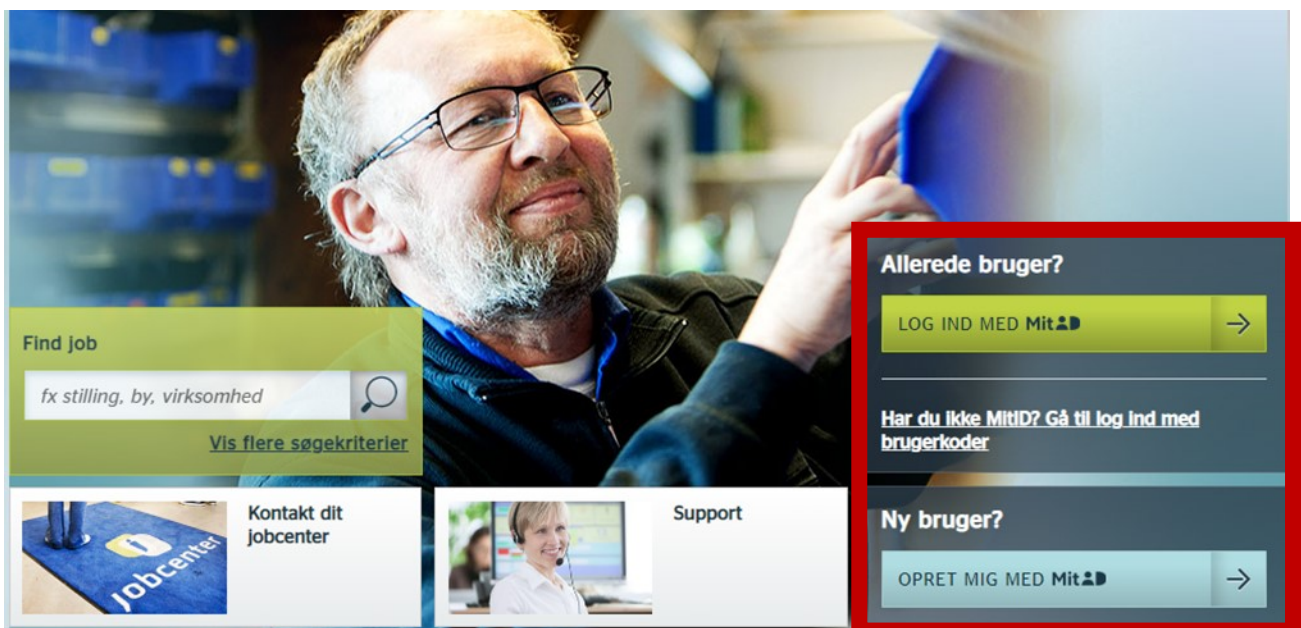 Find job
fx stilling, by, virksomhed
Vis flere søgekriterier
Kontakt dit
jobcenter
jobcenter
Support
Allerede bruger?
LOG IND MED MitID
Har du ikke MitID? Gå til log ind med
brugerkoder
Ny bruger?
OPRET MIG MED MitID